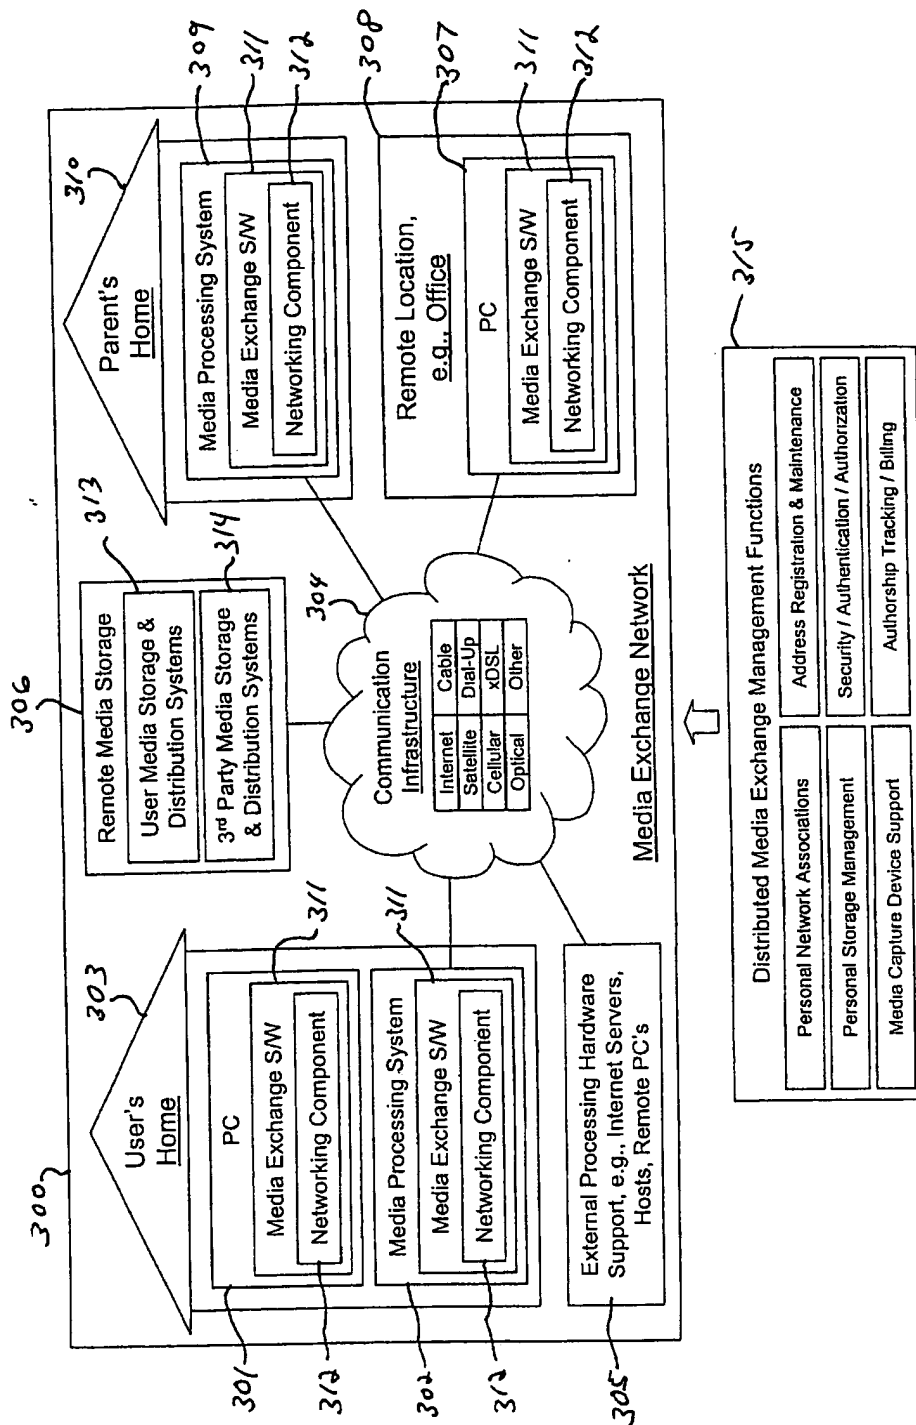 300
303
User's
Home
PC
Media Exchange S/W
Networking Component
301
311
312
Media Processing System
Media Exchange S/W
Networking Component
302
311
312
External Processing Hardware
Support, e.g., Internet Servers,
Hosts, Remote PC's
305
306
Remote Media Storage
313
User Media Storage &
Distribution Systems
314
3rd Party Media Storage
& Distribution Systems
304
Communication
Infrastructure
Internet Cable
Satellite Dial-Up
Cellular xDSL
Optical Other
Media Exchange Network
310
Parent's
Home
309
Media Processing System
311
Media Exchange S/W
312
Networking Component
308
Remote Location,
e.g., Office
307
PC
311
Media Exchange S/W
312
Networking Component
315
Distributed Media Exchange Management Functions
Personal Network Associations
Address Registration & Maintenance
Personal Storage Management
Security / Authentication / Authorization
Media Capture Device Support
Authorship Tracking / Billing